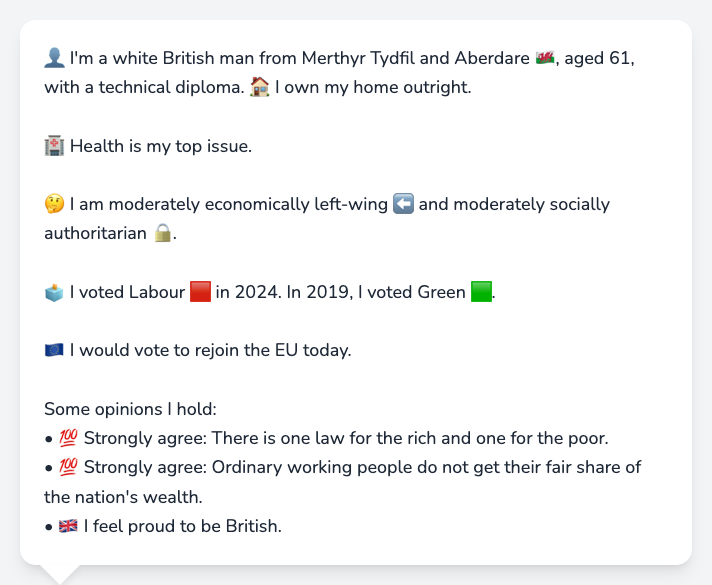 👤 I'm a white British man from Merthyr Tydfil and Aberdare 🏴󠁧󠁢󠁷󠁬󠁳󠁿, aged 61,
with a technical diploma. 🏠 I own my home outright.
🏥 Health is my top issue.
🤔 I am moderately economically left-wing ⬅️ and moderately socially
authoritarian 🔒.
🗳️ I voted Labour 🟥 in 2024. In 2019, I voted Green 🟩.
🇪🇺 I would vote to rejoin the EU today.
Some opinions I hold:
• 💯 Strongly agree: There is one law for the rich and one for the poor.
• 💯 Strongly agree: Ordinary working people do not get their fair share of
the nation's wealth.
• 🇬🇧 I feel proud to be British.